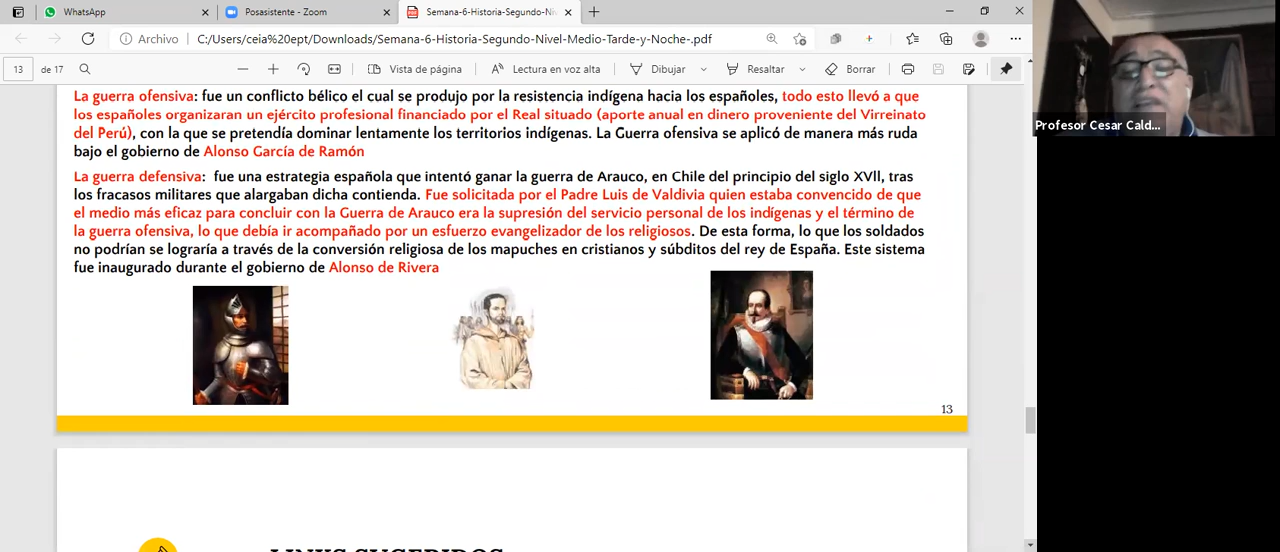 WhatsApp
Posasistente - Zoom
Semana-6-Historia-Segundo-Niv
Archivo
C:/Users/ceia%20ept/Downloads/Semana-6-Historia-Segundo-Nivel-Medio-Tarde-y-Noche-.pdf
13 de 17
Vista de página
Lectura en voz alta
Dibujar
Resaltar
Borrar
Profesor Cesar Cald...
La guerra ofensiva: fue un conflicto bélico el cual se produjo por la resistencia indígena hacia los españoles, todo esto llevó a que
los españoles organizaran un ejército profesional financiado por el Real situado (aporte anual en dinero proveniente del Virreinato
del Perú), con la que se pretendía dominar lentamente los territorios indígenas. La Guerra ofensiva se aplicó de manera más ruda
bajo el gobierno de Alonso García de Ramón
La guerra defensiva: fue una estrategia española que intentó ganar la guerra de Arauco, en Chile del principio del siglo XVll, tras
los fracasos militares que alargaban dicha contienda. Fue solicitada por el Padre Luis de Valdivia quien estaba convencido de que
el medio más eficaz para concluir con la Guerra de Arauco era la supresión del servicio personal de los indígenas y el término de
la guerra ofensiva, lo que debía ir acompañado por un esfuerzo evangelizador de los religiosos. De esta forma, lo que los soldados
no podrían se lograría a través de la conversión religiosa de los mapuches en cristianos y súbditos del rey de España. Este sistema
fue inaugurado durante el gobierno de Alonso de Rivera
13
LINKS SUGERIDOS